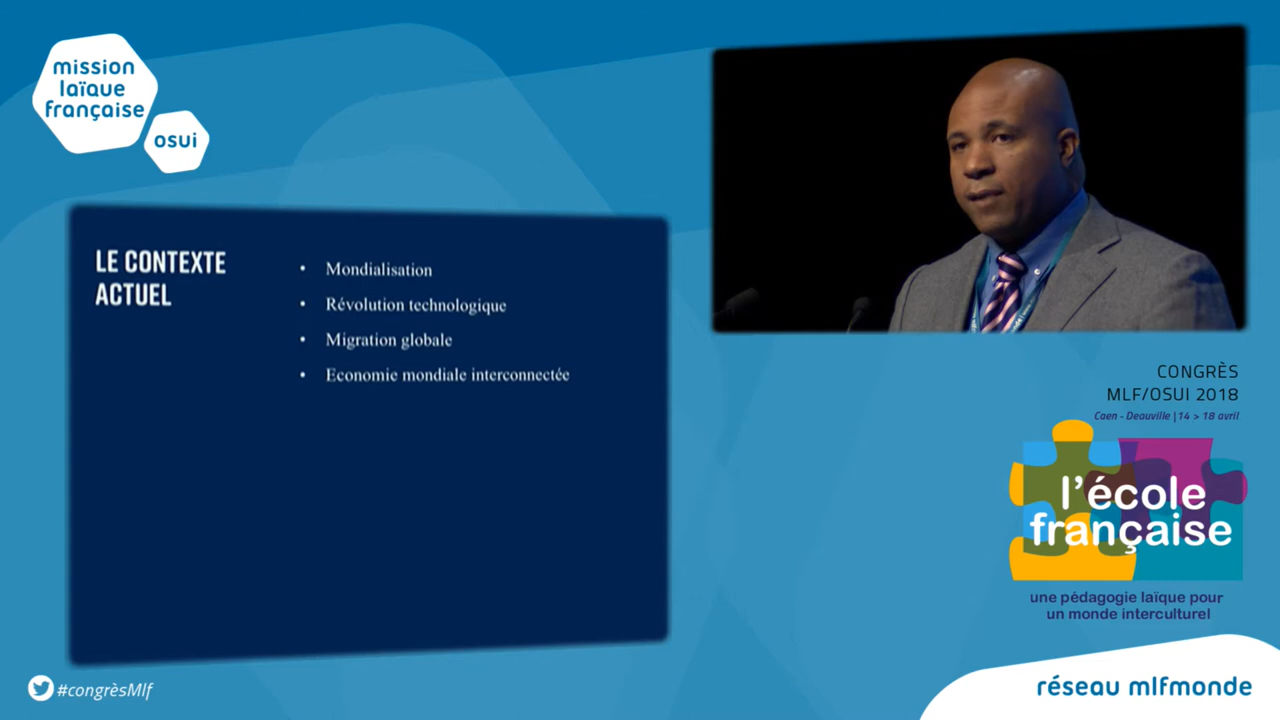 mission
laïque
française
osui
LE CONTEXTE
ACTUEL
• Mondialisation
• Révolution technologique
• Migration globale
• Economie mondiale interconnectée
CONGRÈS
MLF/OSUI 2018
Caen - Deauville | 14 > 18 avril
l'école
française
une pédagogie laïque pour
un monde interculturel
#congrèsMlf
réseau mlfmonde